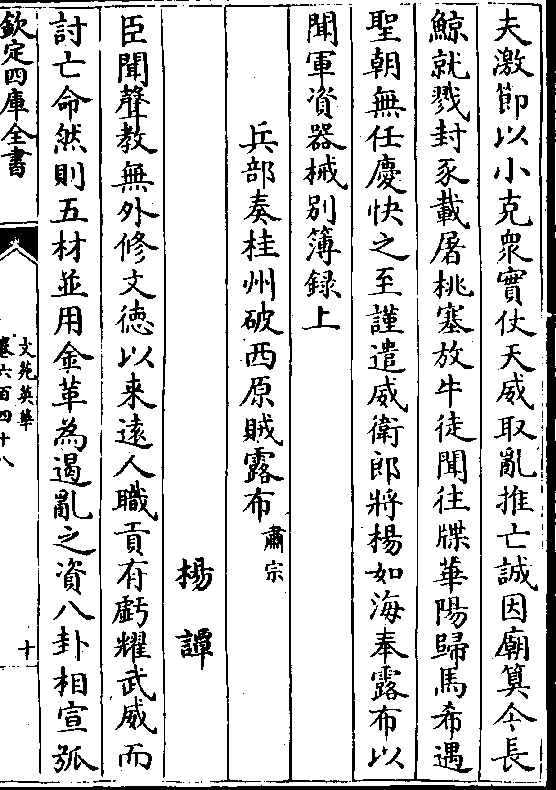 夫激節以小克衆實仗天威取亂推亡誠因廟算今長
鯨就戮封豕載屠桃塞放牛徒聞往牒華陽歸馬希遇
聖朝無任慶快之至謹遣威衛郎將楊如海奉露布以
聞軍資器械别簿録上
兵部奏桂州破西原賊露布肅宗
楊譚
臣聞聲教無外修文徳以来逺人職貢有虧耀武威而
討亡命然則五材並用金革為遏亂之資八卦相宣弧
欽定四庫全書
文苑英華
卷六百四十八
十